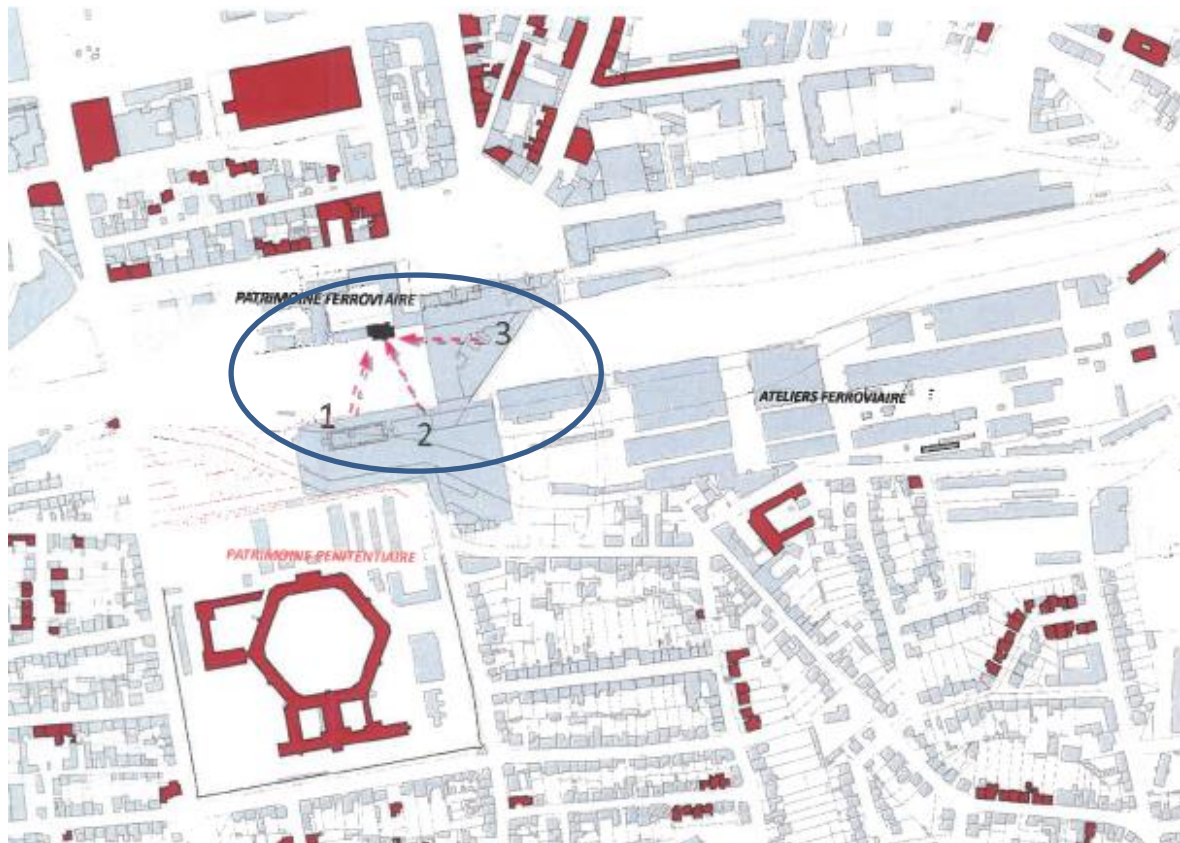 PATRIMOINE FERROVIAIRE
3
ATELIERS FERROVIAIRE
1
2
PATRIMOINE PENITENTIAIRE